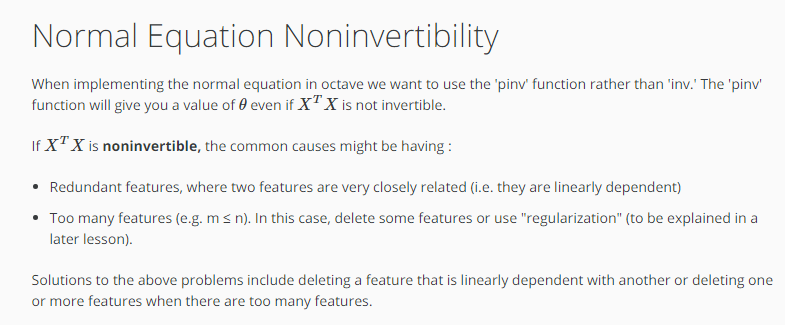 Normal Equation Noninvertibility
When implementing the normal equation in octave we want to use the 'pinv' function rather than 'inv.' The 'pinv'
function will give you a value of θ even if Xᵀ X is not invertible.
If Xᵀ X is noninvertible, the common causes might be having :
• Redundant features, where two features are very closely related (i.e. they are linearly dependent)
• Too many features (e.g. m ≤ n). In this case, delete some features or use "regularization" (to be explained in a
later lesson).
Solutions to the above problems include deleting a feature that is linearly dependent with another or deleting one
or more features when there are too many features.